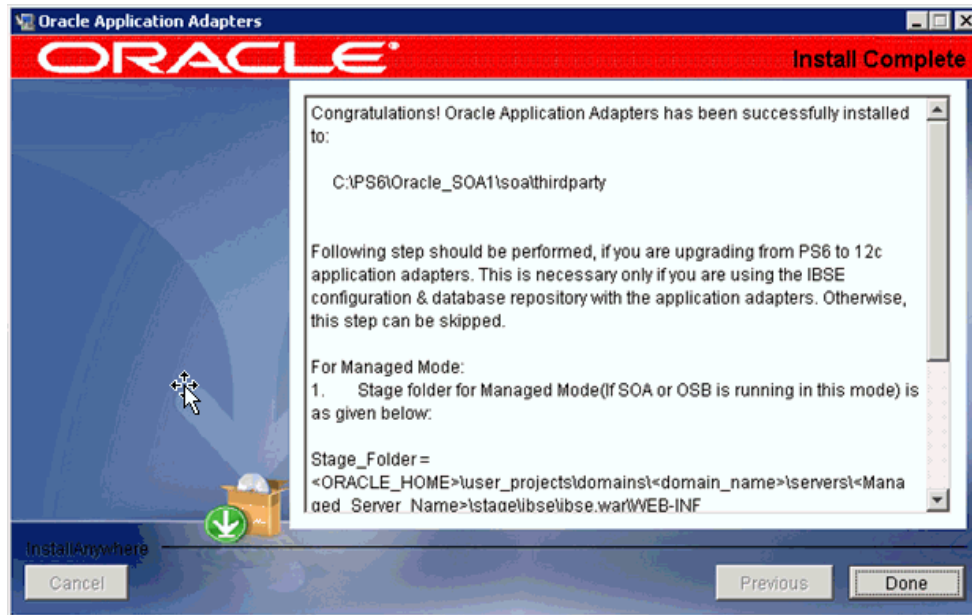 Oracle Application Adapters
ORACLE
Install Complete
Congratulations! Oracle Application Adapters has been successfully installed
to:
C:\PS6\Oracle_SOA1\soa\thirdparty
Following step should be performed, if you are upgrading from PS6 to 12c
application adapters. This is necessary only if you are using the IBSE
configuration & database repository with the application adapters. Otherwise,
this step can be skipped.
For Managed Mode:
1. Stage folder for Managed Mode(If SOA or OSB is running in this mode) is
as given below:
Stage_Folder =
<ORACLE_HOME>\user_projects\domains\<domain_name>\servers\<Mana
ged_Server_Name>\stage\ibse\ibse.war\WEB-INF
InstallAnywhere
Cancel
Previous
Done